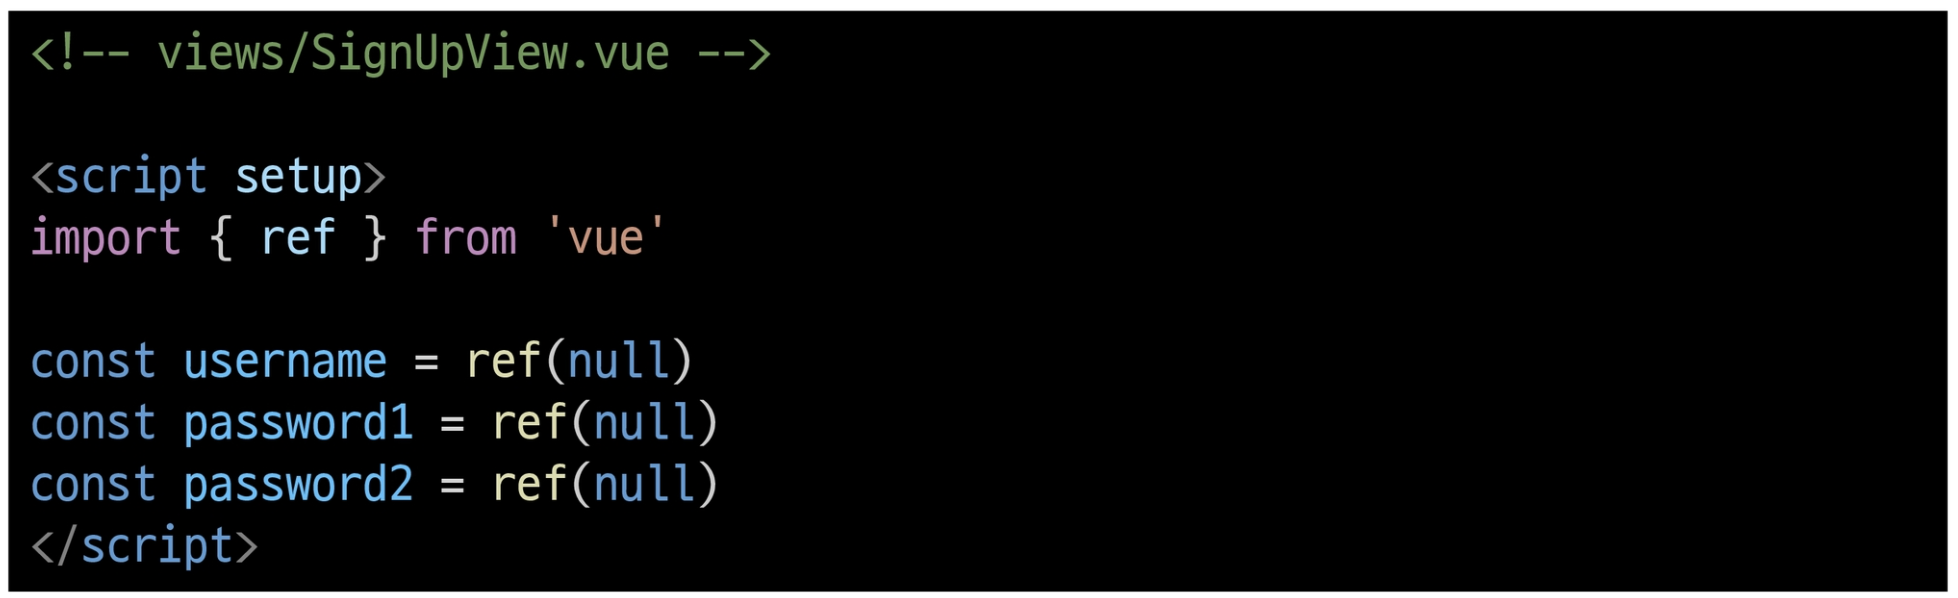 <!-- views/SignUpView.vue -->
<script setup>
import { ref } from 'vue'
const username = ref(null)
const password1 = ref(null)
const password2 = ref(null)
</script>